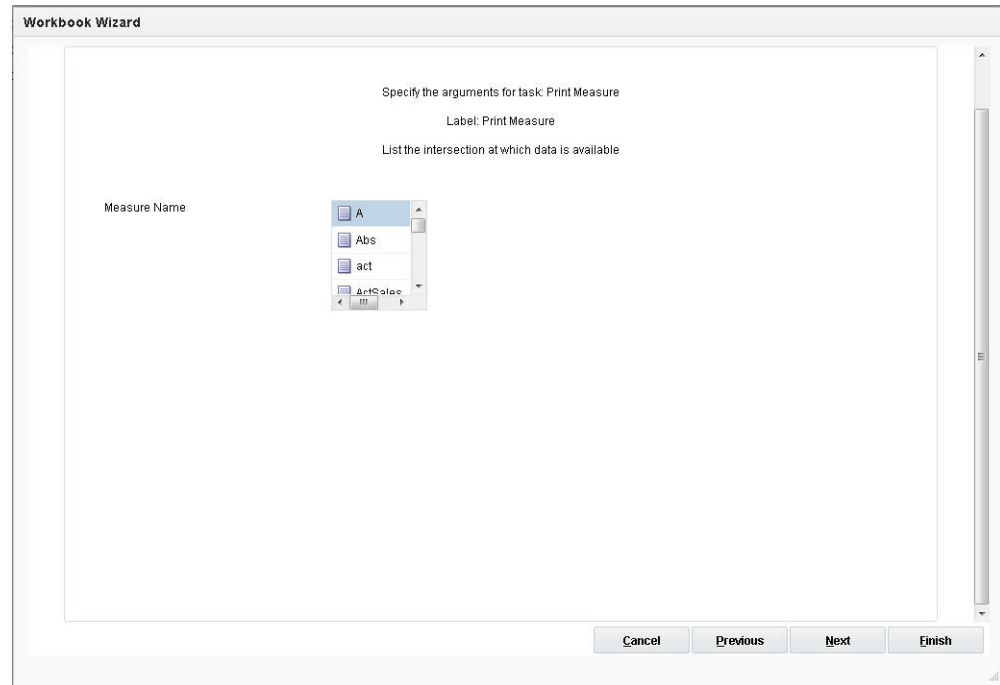 Workbook Wizard
Specify the arguments for task: Print Measure
Label: Print Measure
List the intersection at which data is available
Measure Name
A
Abs
act
ActSales
Cancel Previous Next Finish